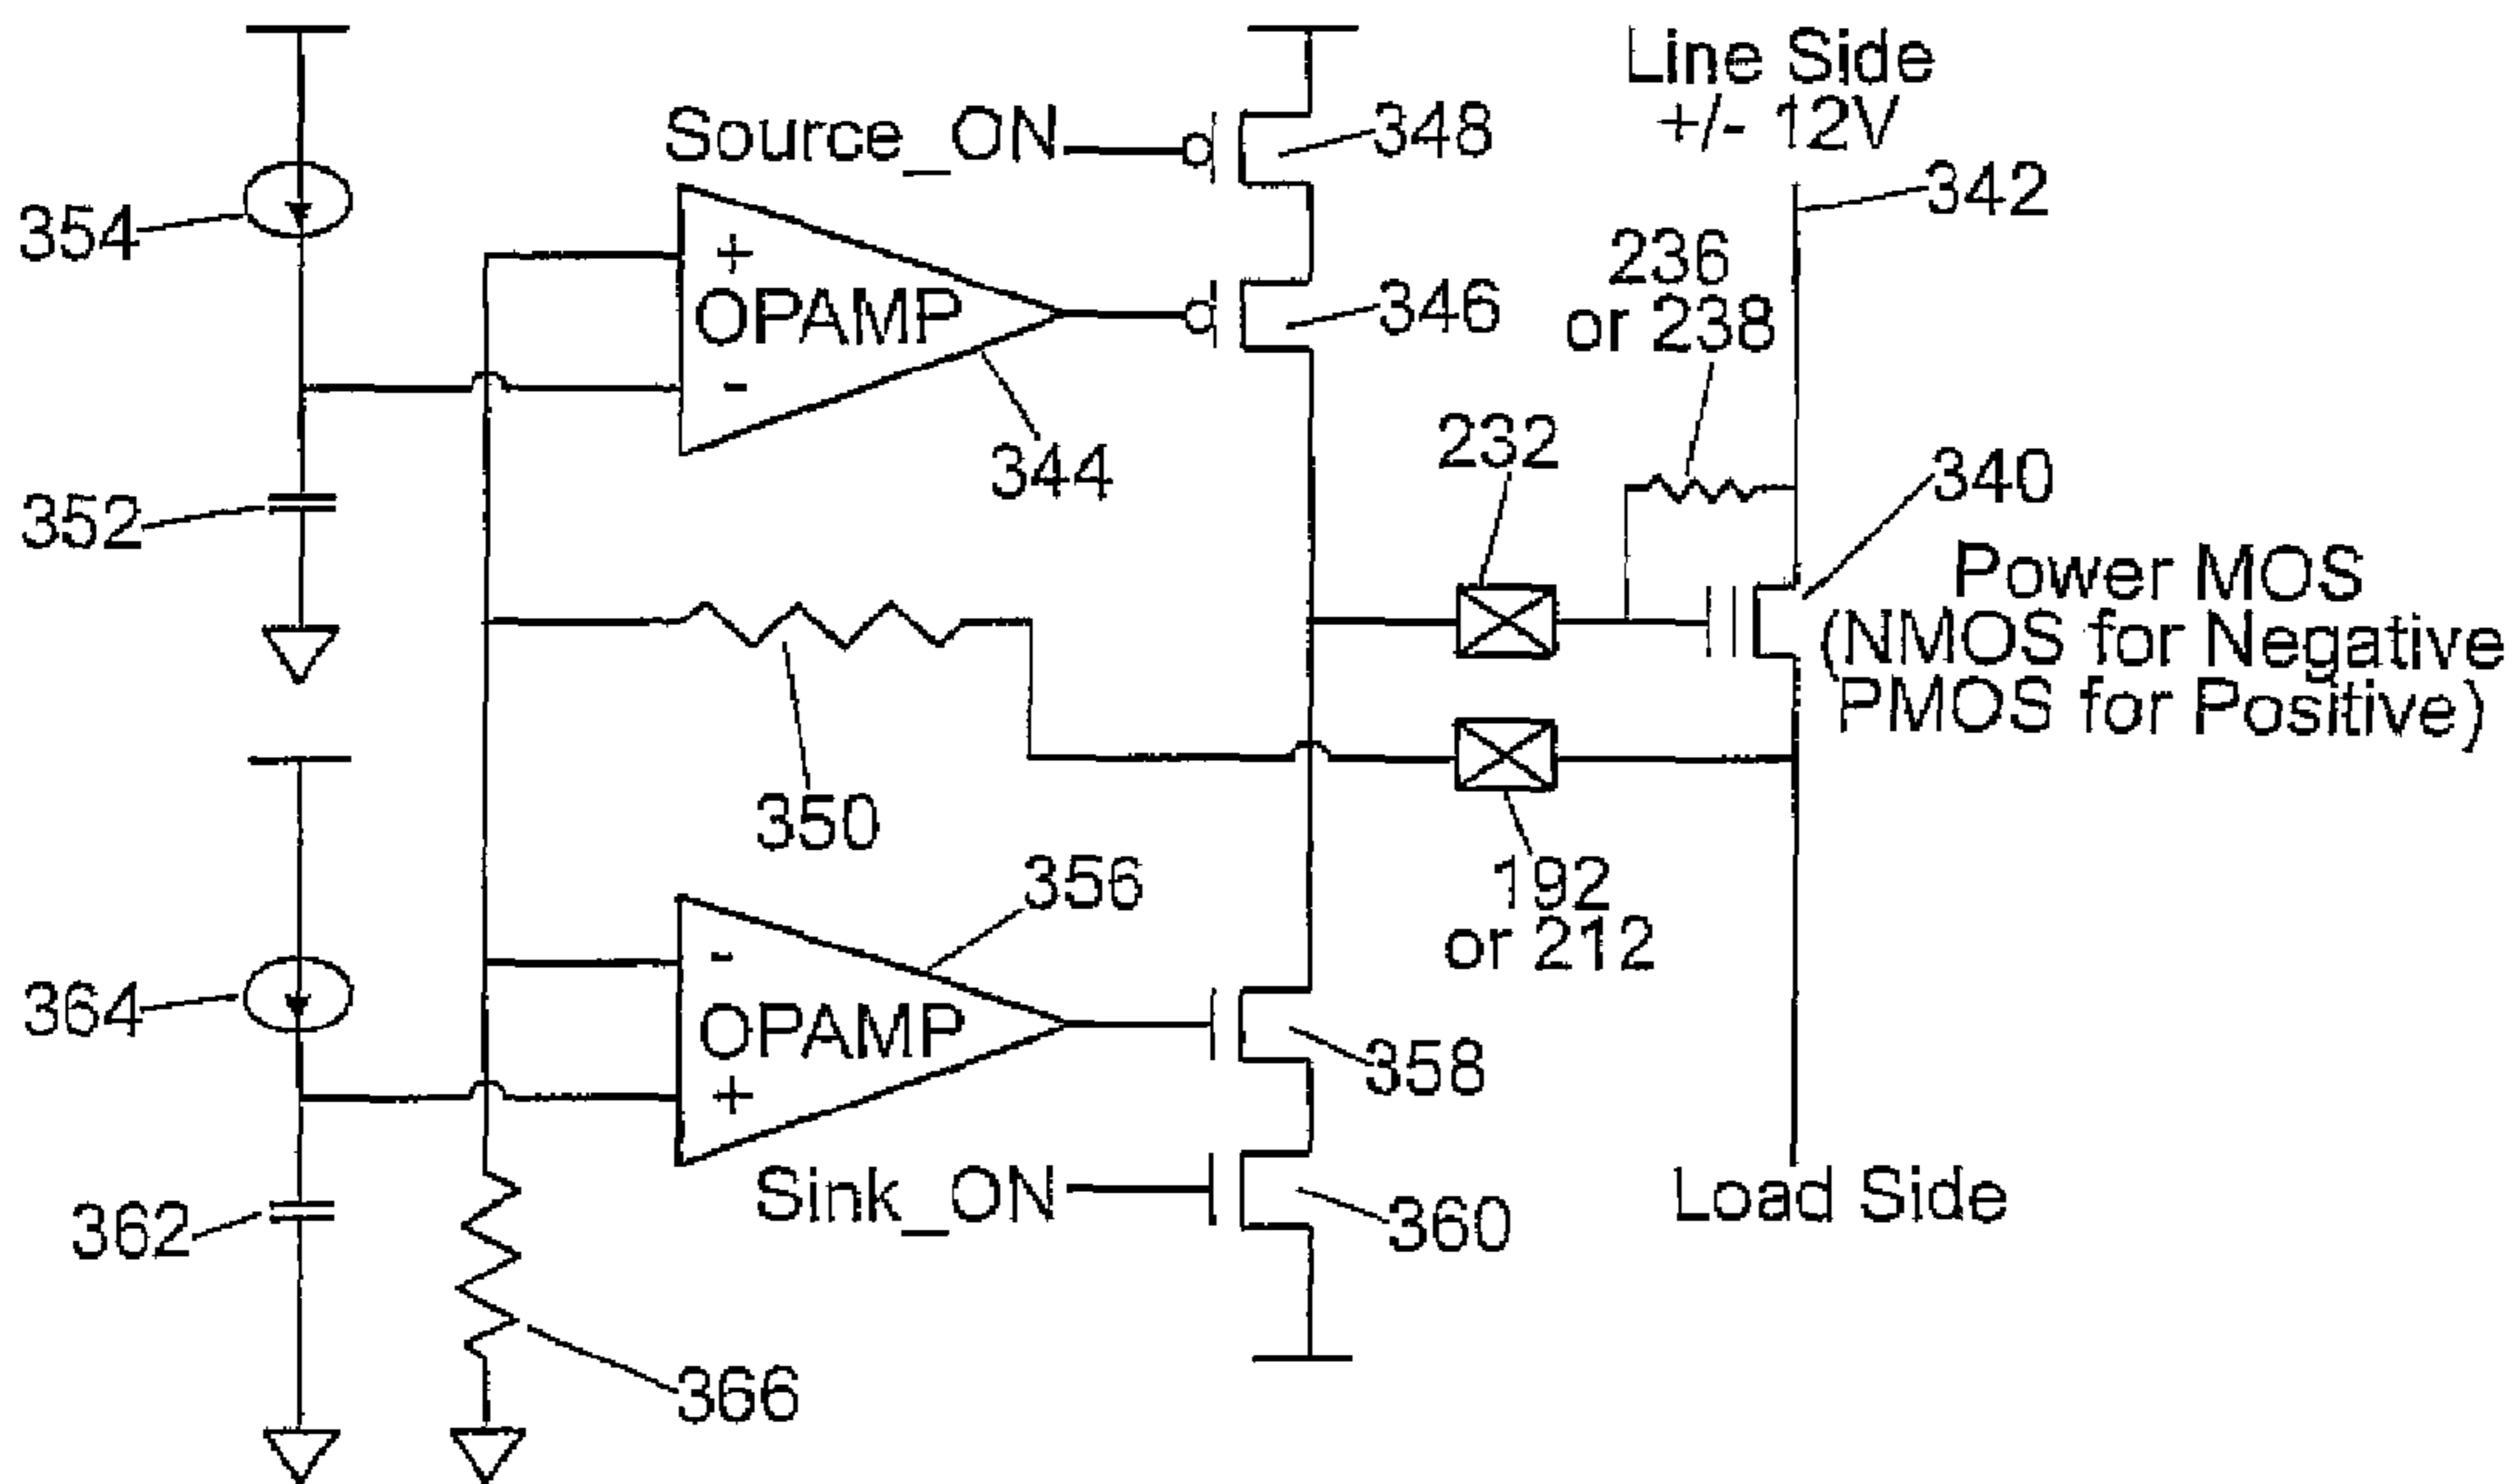 Line Side
+/- 12V
Source_ON
348
342
354
+
OPAMP
-
236
or 238
346
344
232
340
352
Power MOS
(NMOS for Negative
PMOS for Positive)
350
192
or 212
356
364
-
OPAMP
+
358
Sink_ON
360
Load Side
362
366